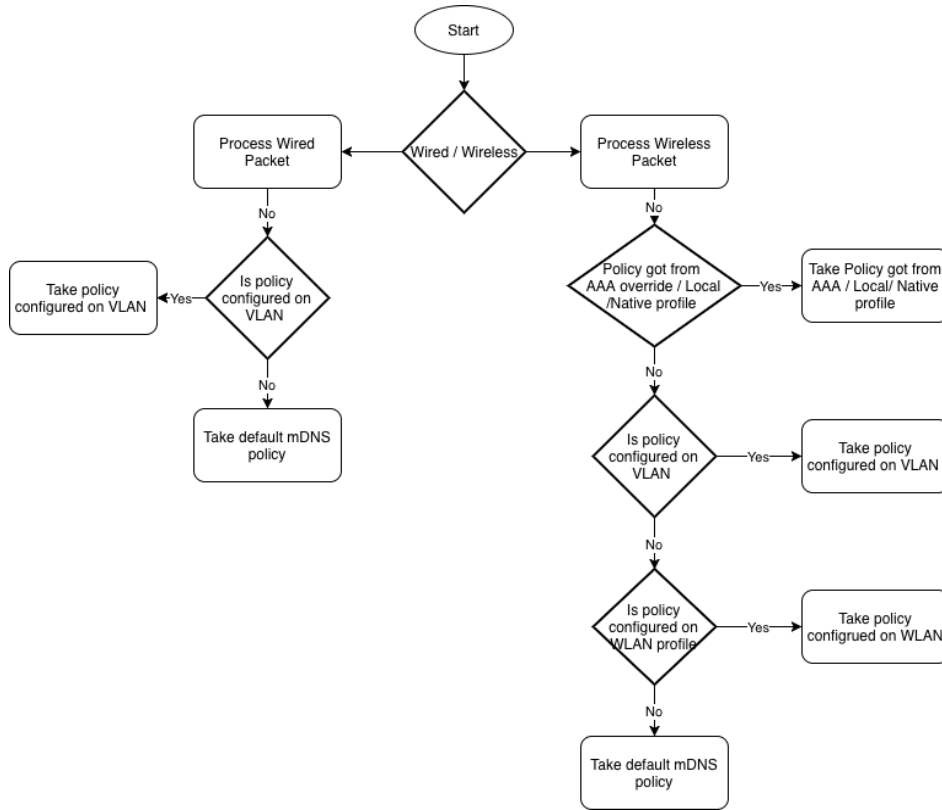 Start
Process Wired
Packet
Wired / Wireless
Process Wireless
Packet
No
No
Take policy
configured on VLAN
Yes
Is policy
configured on
VLAN
Policy got from
AAA override / Local
/Native profile
Yes
Take Policy got from
AAA / Local/ Native
profile
No
No
Take default mDNS
policy
Is policy
configured on
VLAN
Yes
Take policy
configured on VLAN
No
Is policy
configured on
WLAN profile
Yes
Take policy
configrued on WLAN
No
Take default mDNS
policy